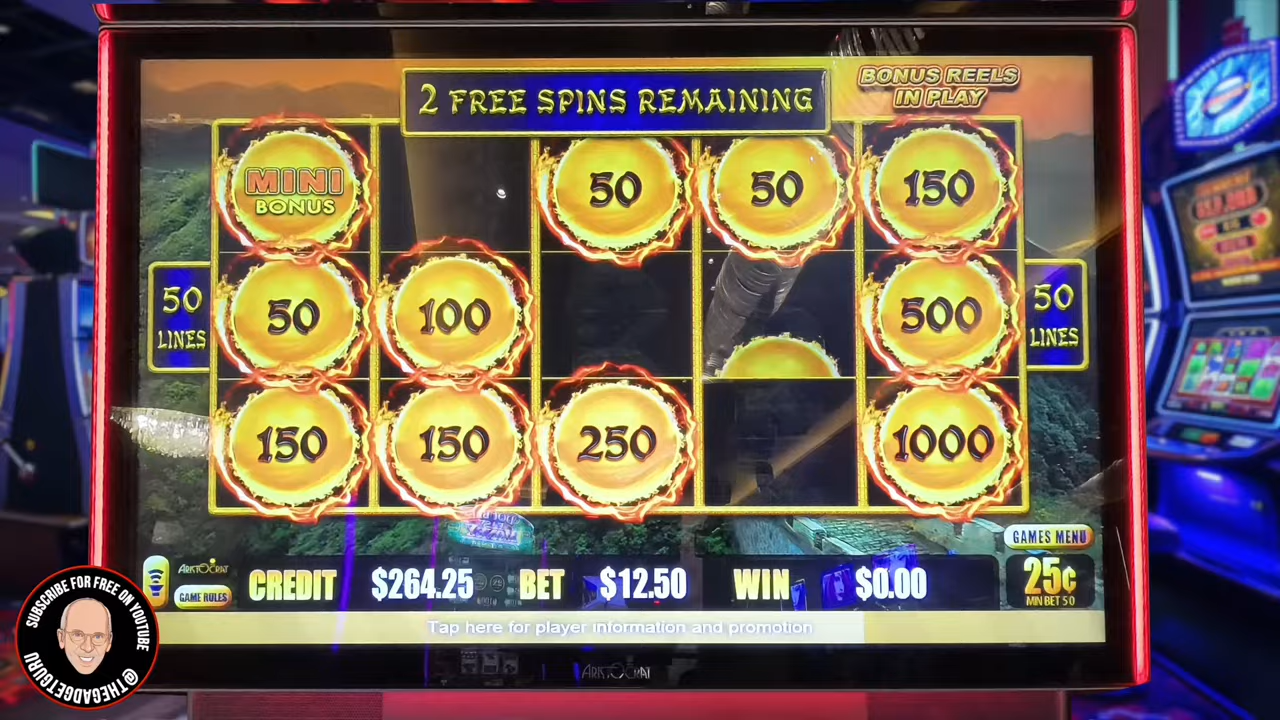 2 FREE SPINS REMAINING
BONUS REELS
IN PLAY
MINI
BONUS
50
50
150
50
LINES
50
100
500
50
LINES
150
150
250
1000
GAMES MENU
ARISTOCRAT
GAME RULES
CREDIT $264.25 BET $12.50 WIN $0.00
25¢
MIN BET 50
Tap here for player information and promotion
ARISTOCRAT
SUBSCRIBE FOR FREE ON YOUTUBE
@THEGADGETGURU